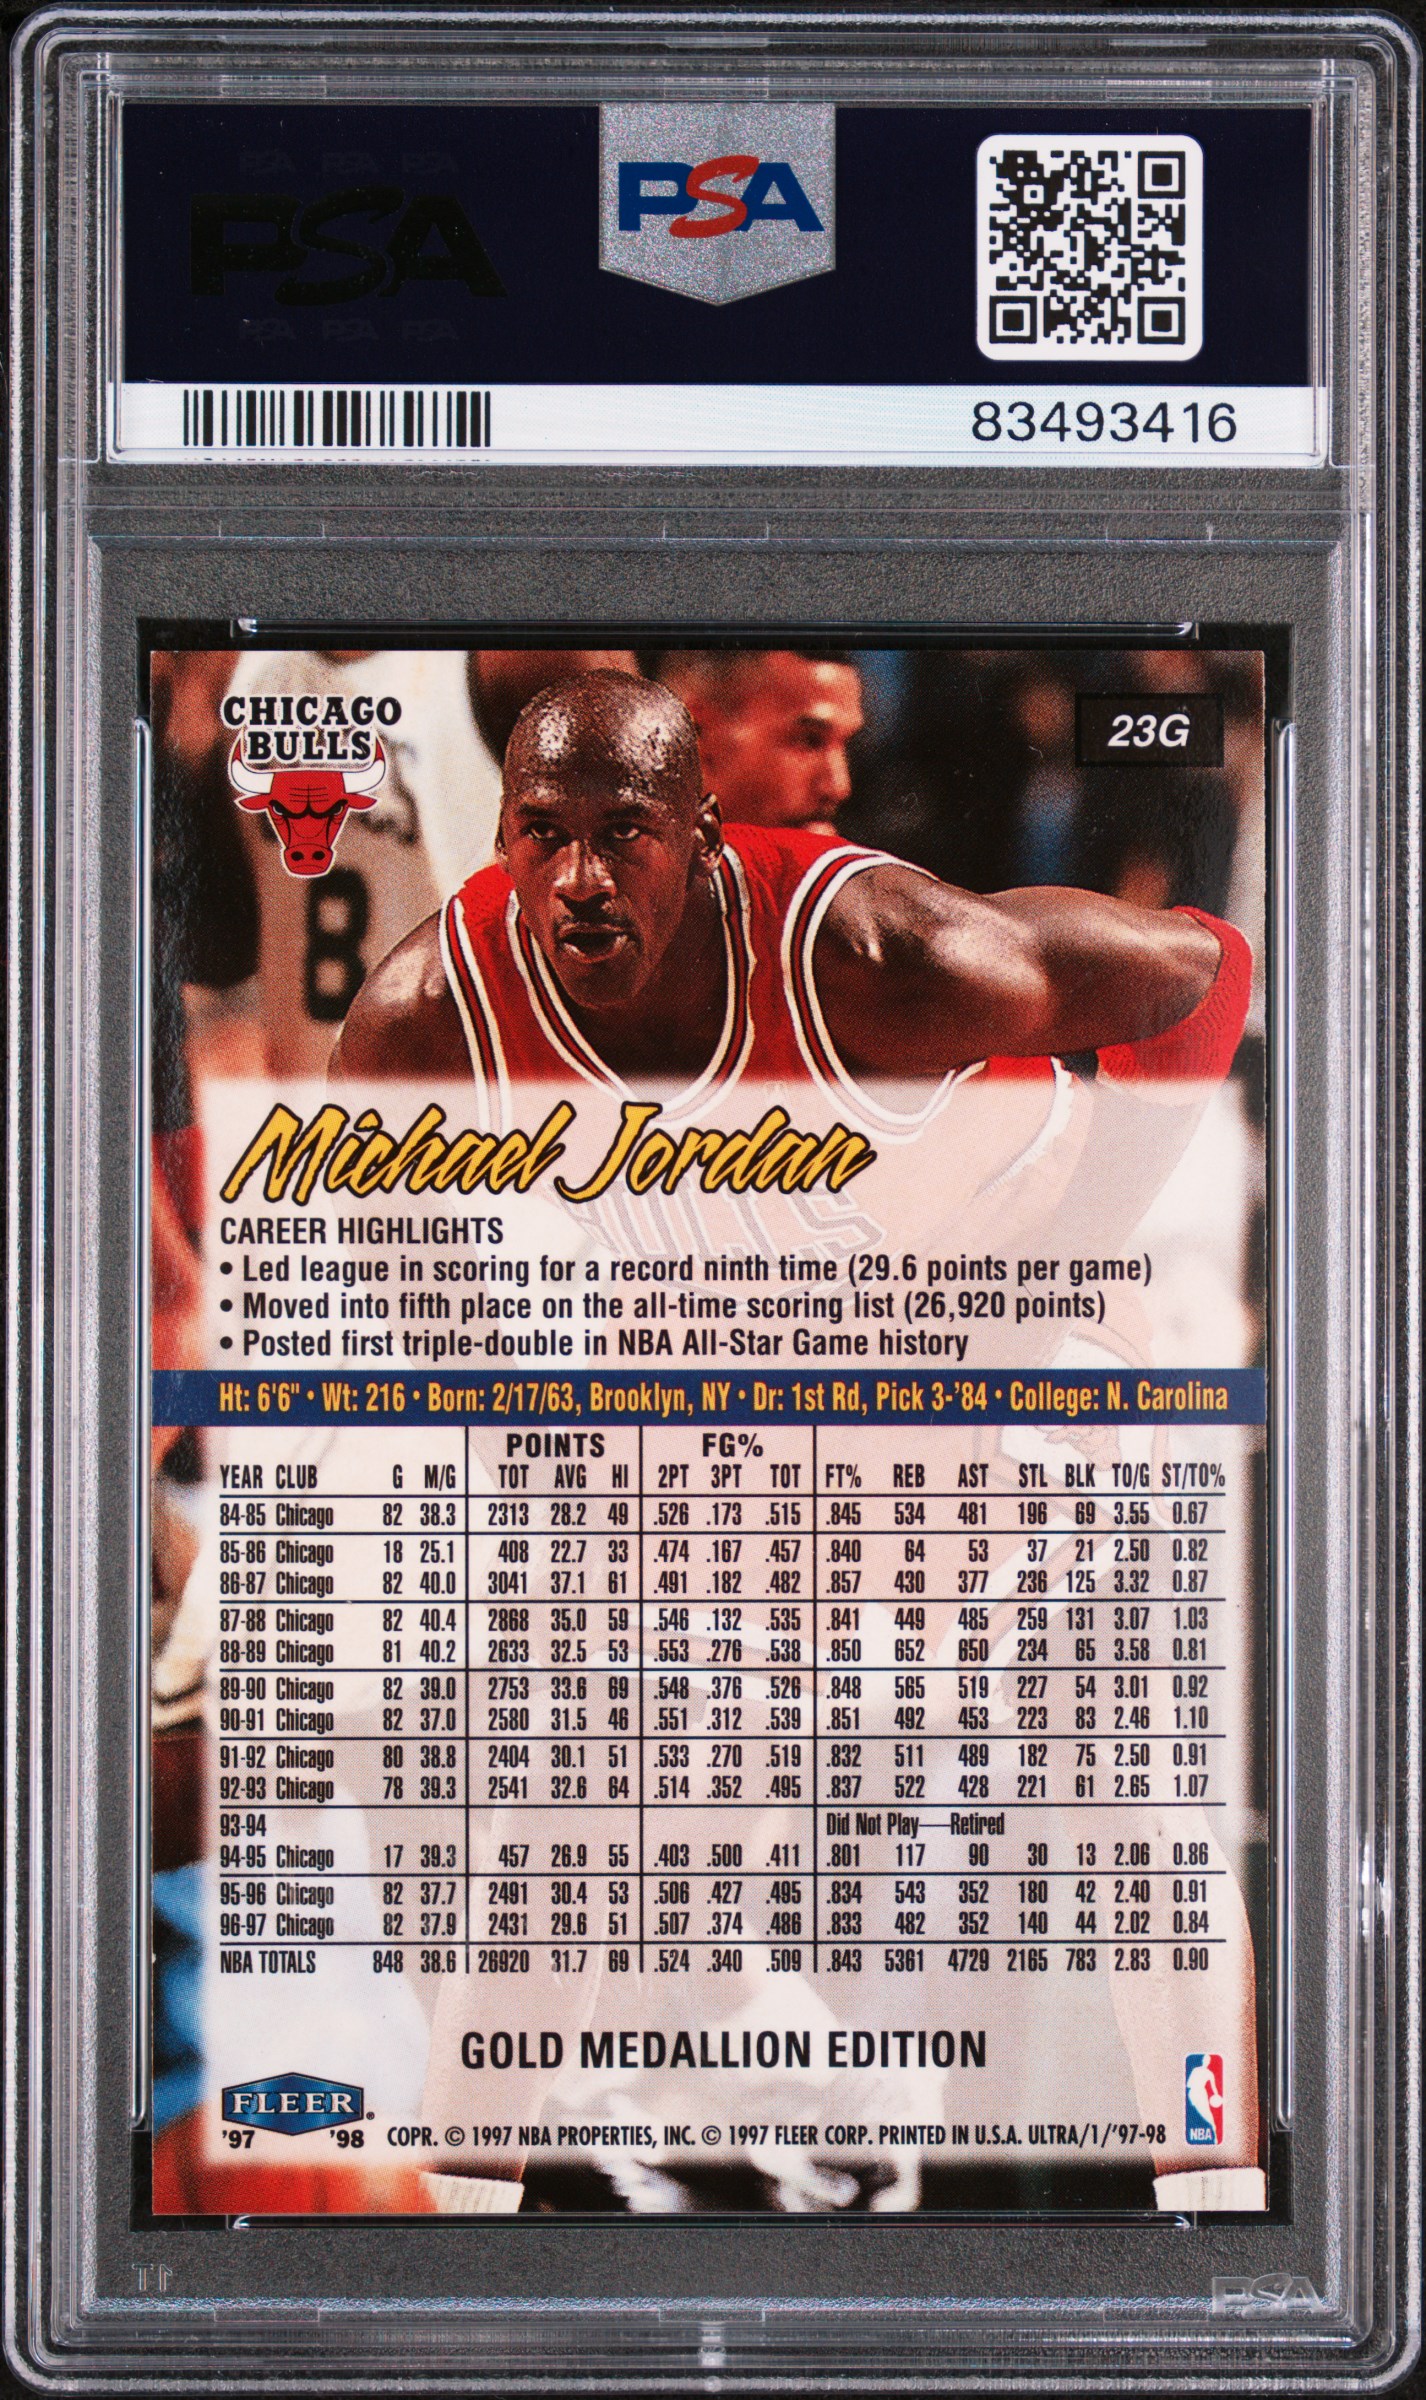 PSA PSA PSA
PSA
PSA PSA PSA
PSA
83493416
CHICAGO
BULLS
23G
8
Michael Jordan
BULLS
CAREER HIGHLIGHTS
• Led league in scoring for a record ninth time (29.6 points per game)
• Moved into fifth place on the all-time scoring list (26,920 points)
• Posted first triple-double in NBA All-Star Game history
Ht: 6'6" • Wt: 216 • Born: 2/17/63, Brooklyn, NY • Dr: 1st Rd, Pick 3-'84 • College: N. Carolina
POINTS FG%
YEAR CLUB G M/G TOT AVG HI 2PT 3PT TOT FT% REB AST STL BLK TO/G ST/TO%
84-85 Chicago 82 38.3 2313 28.2 49 .526 .173 .515 .845 534 481 196 69 3.55 0.67
85-86 Chicago 18 25.1 408 22.7 33 .474 .167 .457 .840 64 53 37 21 2.50 0.82
86-87 Chicago 82 40.0 3041 37.1 61 .491 .182 .482 .857 430 377 236 125 3.32 0.87
87-88 Chicago 82 40.4 2868 35.0 59 .546 .132 .535 .841 449 485 259 131 3.07 1.03
88-89 Chicago 81 40.2 2633 32.5 53 .553 .276 .538 .850 652 650 234 65 3.58 0.81
89-90 Chicago 82 39.0 2753 33.6 69 .548 .376 .526 .848 565 519 227 54 3.01 0.92
90-91 Chicago 82 37.0 2580 31.5 46 .551 .312 .539 .851 492 453 223 83 2.46 1.10
91-92 Chicago 80 38.8 2404 30.1 51 .533 .270 .519 .832 511 489 182 75 2.50 0.91
92-93 Chicago 78 39.3 2541 32.6 64 .514 .352 .495 .837 522 428 221 61 2.65 1.07
93-94 Did Not Play—Retired
94-95 Chicago 17 39.3 457 26.9 55 .403 .500 .411 .801 117 90 30 13 2.06 0.86
95-96 Chicago 82 37.7 2491 30.4 53 .506 .427 .495 .834 543 352 180 42 2.40 0.91
96-97 Chicago 82 37.9 2431 29.6 51 .507 .374 .486 .833 482 352 140 44 2.02 0.84
NBA TOTALS 848 38.6 26920 31.7 69 .524 .340 .509 .843 5361 4729 2165 783 2.83 0.90
GOLD MEDALLION EDITION
FLEER®
'97 '98 COPR. © 1997 NBA PROPERTIES, INC. © 1997 FLEER CORP. PRINTED IN U.S.A. ULTRA/1/'97-98
NBA
PSA